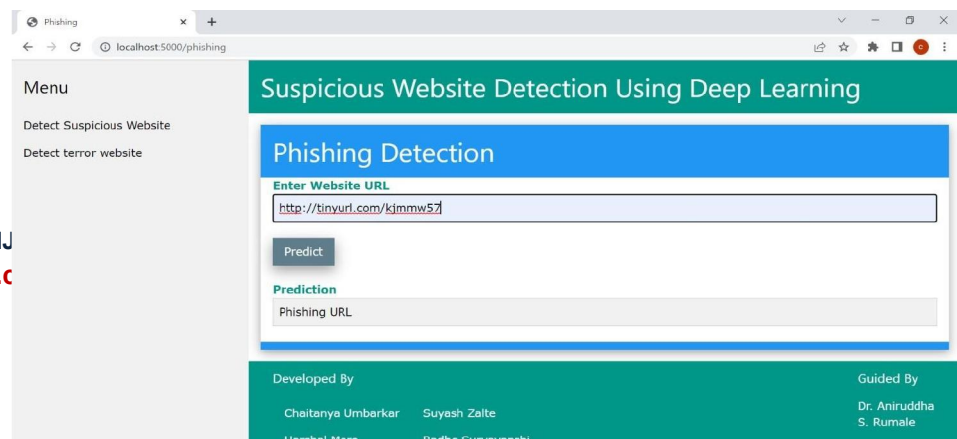 Phishing
localhost:5000/phishing
Menu
Detect Suspicious Website
Detect terror website
Suspicious Website Detection Using Deep Learning
Phishing Detection
Enter Website URL
http://tinyurl.com/kjmmw57
Predict
Prediction
Phishing URL
Developed By
Guided By
Chaitanya Umbarkar Suyash Zalte
Dr. Aniruddha
S. Rumale